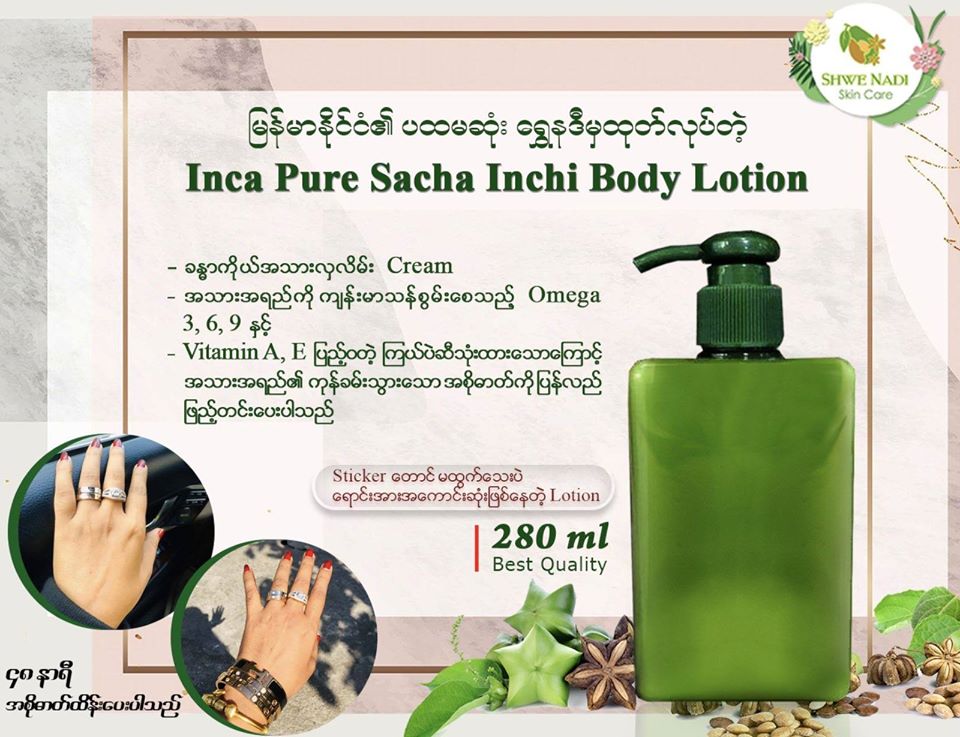 SHWE NADI
Skin Care
မြန်မာနိုင်ငံ၏ ပထမဆုံး ရွှေနဒီမှထုတ်လုပ်တဲ့
Inca Pure Sacha Inchi Body Lotion
- ခန္ဓာကိုယ်အသားလှလိမ်း Cream
- အသားအရည်ကို ကျန်းမာသန်စွမ်းစေသည့် Omega
3, 6, 9 နှင့်
- Vitamin A, E ပြည့်ဝတဲ့ ကြယ်ပဲဆီသုံးထားသောကြောင့်
အသားအရည်၏ ကုန်ခမ်းသွားသော အစိုဓာတ်ကိုပြန်လည်
ဖြည့်တင်းပေးပါသည်
Sticker တောင် မထွက်သေးပဲ
ရောင်းအားအကောင်းဆုံးဖြစ်နေတဲ့ Lotion
280 ml
Best Quality
၄၈ နာရီ
အစိုဓာတ်ထိန်းပေးပါသည်